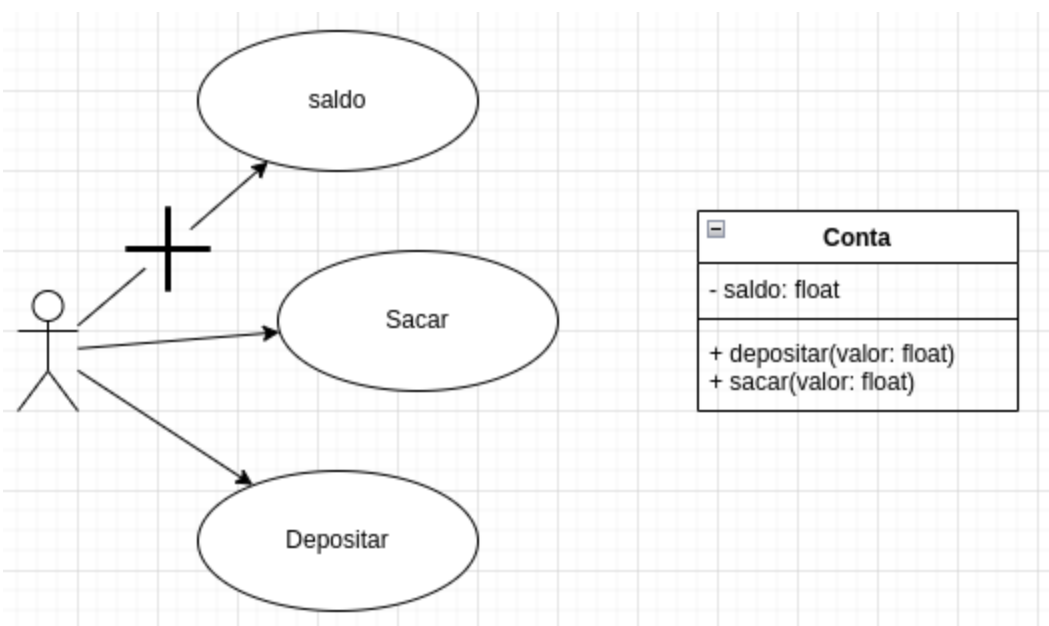 saldo
Sacar
Depositar
Conta
- saldo: float
+ depositar(valor: float)
+ sacar(valor: float)